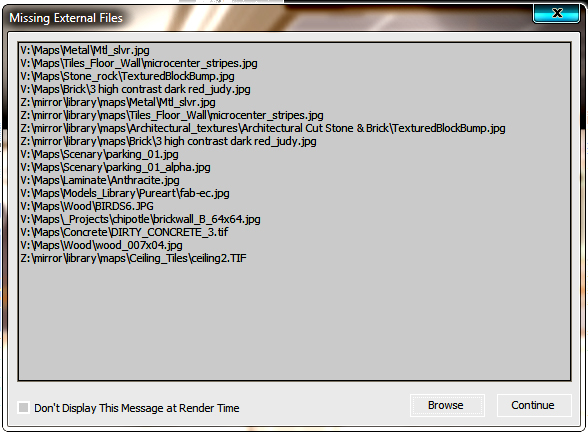 Missing External Files
V:\Maps\Metal\Mtl_slvr.jpg
V:\Maps\Tiles_Floor_Wall\microcenter_stripes.jpg
V:\Maps\Stone_rock\TexturedBlockBump.jpg
V:\Maps\Brick\3 high contrast dark red_judy.jpg
Z:\mirror\library\maps\Metal\Mtl_slvr.jpg
Z:\mirror\library\maps\Tiles_Floor_Wall\microcenter_stripes.jpg
Z:\mirror\library\maps\Architectural_textures\Architectural Cut Stone & Brick\TexturedBlockBump.jpg
Z:\mirror\library\maps\Brick\3 high contrast dark red_judy.jpg
V:\Maps\Scenary\parking_01.jpg
V:\Maps\Scenary\parking_01_alpha.jpg
V:\Maps\Laminate\Anthracite.jpg
V:\Maps\Models_Library\Pureart\fab-ec.jpg
V:\Maps\Wood\BIRDS6.JPG
V:\Maps\_Projects\chipotle\brickwall_B_64x64.jpg
V:\Maps\Concrete\DIRTY_CONCRETE_3.tif
V:\Maps\Wood\wood_007x04.jpg
Z:\mirror\library\maps\Ceiling_Tiles\ceiling2.TIF
Don't Display This Message at Render Time
Browse
Continue